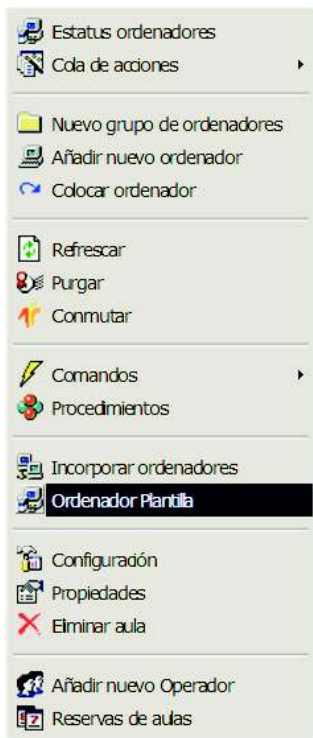 Estatus ordenadores
Cola de acciones
Nuevo grupo de ordenadores
Añadir nuevo ordenador
Colocar ordenador
Refrescar
Purgar
Conmutar
Comandos
Procedimientos
Incorporar ordenadores
Ordenador Plantilla
Configuración
Propiedades
Eliminar aula
Añadir nuevo Operador
Reservas de aulas